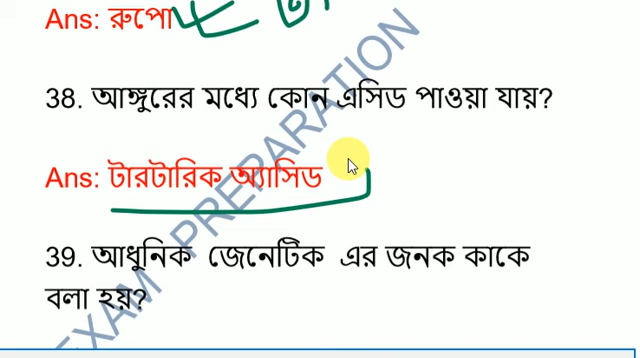 Ans: রুপো
38. আঙ্গুরের মধ্যে কোন এসিড পাওয়া যায়?
Ans: টারটারিক অ্যাসিড
39. আধুনিক জেনেটিক এর জনক কাকে
বলা হয়?
EXAM PREPARATION